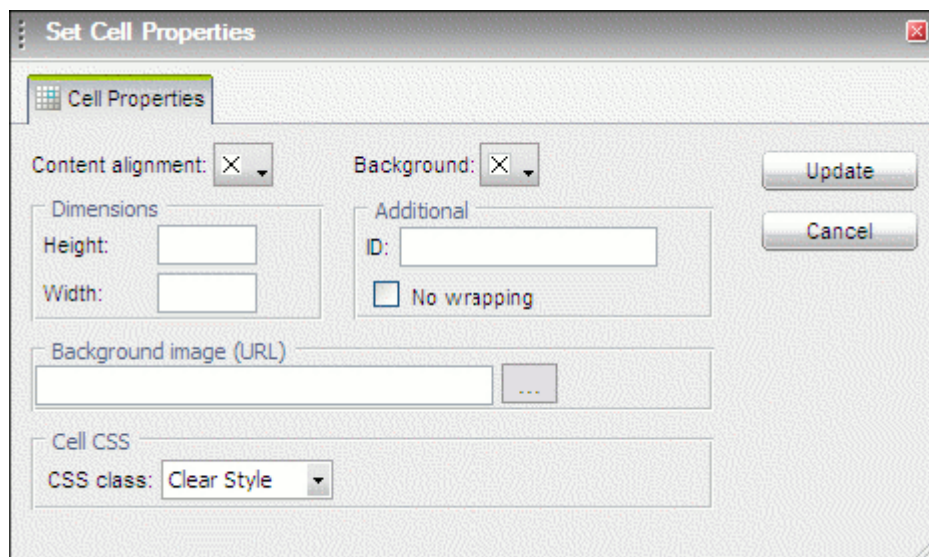 Set Cell Properties
Cell Properties
Content alignment:
Background:
Update
Dimensions
Additional
Height:
ID:
Cancel
Width:
No wrapping
Background image (URL)
...
Cell CSS
CSS class: Clear Style